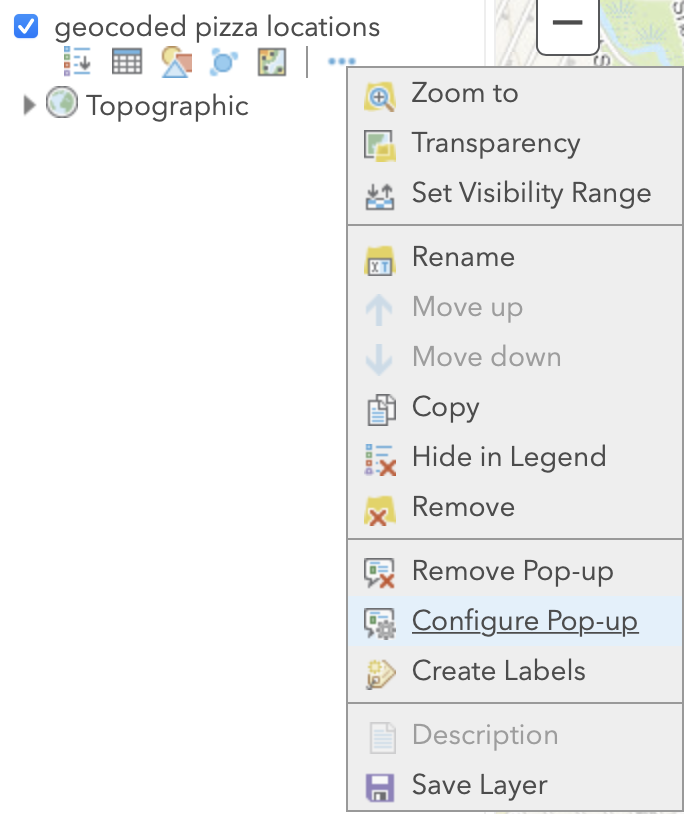 geocoded pizza locations
Topographic
Zoom to
Transparency
Set Visibility Range
Rename
Move up
Move down
Copy
Hide in Legend
Remove
Remove Pop-up
Configure Pop-up
Create Labels
Description
Save Layer